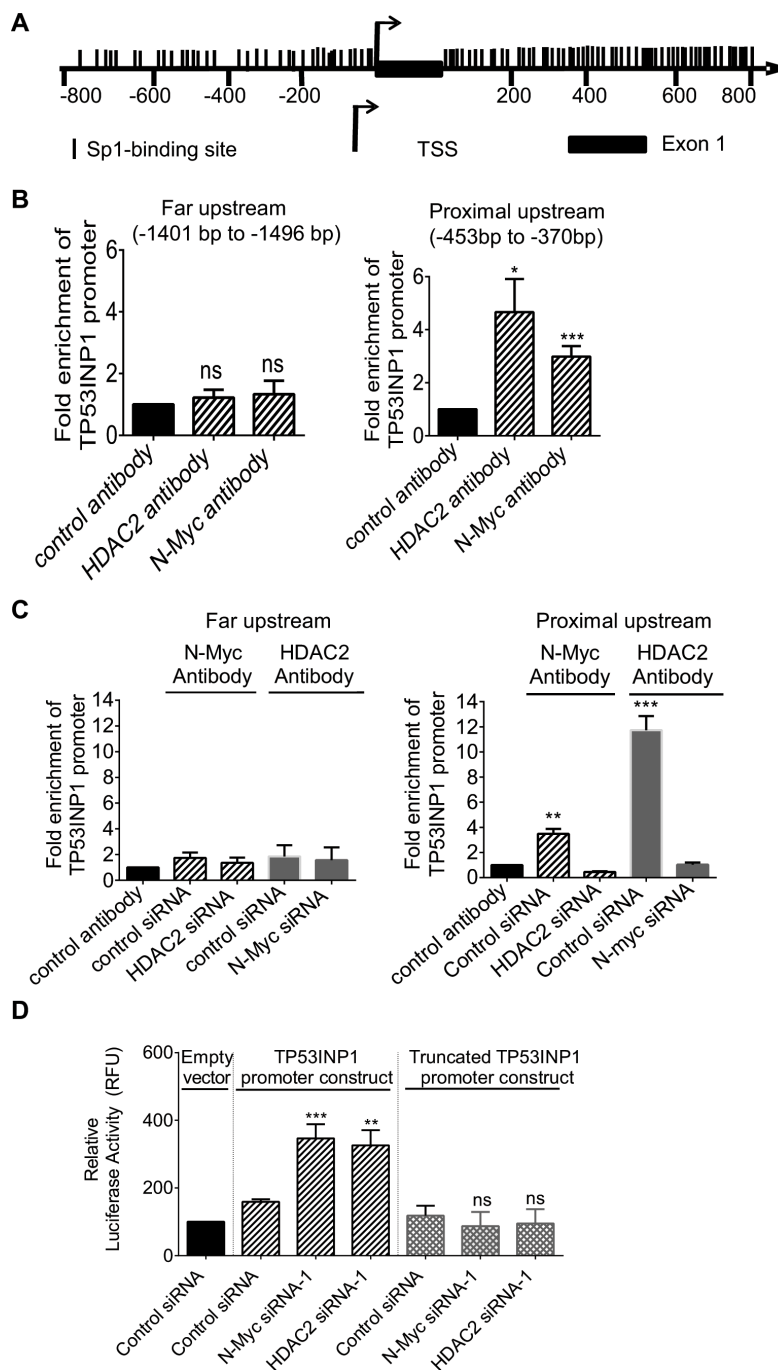 A
-800 -600 -400 -200 200 400 600 800
Sp1-binding site TSS Exon 1
B
Far upstream
(-1401 bp to -1496 bp)
Fold enrichment of
TP53INP1 promoter
6
4
2
0
ns
ns
control antibody
HDAC2 antibody
N-Myc antibody
Proximal upstream
(-453bp to -370bp)
Fold enrichment of
TP53INP1 promoter
6
4
2
0
*
***
control antibody
HDAC2 antibody
N-Myc antibody
C
Far upstream
N-Myc
Antibody
HDAC2
Antibody
Fold enrichment of
TP53INP1 promoter
14
12
10
8
6
4
2
0
control antibody
control siRNA
HDAC2 siRNA
control siRNA
N-Myc siRNA
Proximal upstream
N-Myc
Antibody
HDAC2
Antibody
Fold enrichment of
TP53INP1 promoter
14
12
10
8
6
4
2
0
**
***
control antibody
Control siRNA
HDAC2 siRNA
Control siRNA
N-myc siRNA
D
Relative
Luciferase Activity (RFU)
600
400
200
0
Empty
vector
TP53INP1
promoter construct
Truncated TP53INP1
promoter construct
***
**
ns
ns
Control siRNA
Control siRNA
N-Myc siRNA-1
HDAC2 siRNA-1
Control siRNA
N-Myc siRNA-1
HDAC2 siRNA-1